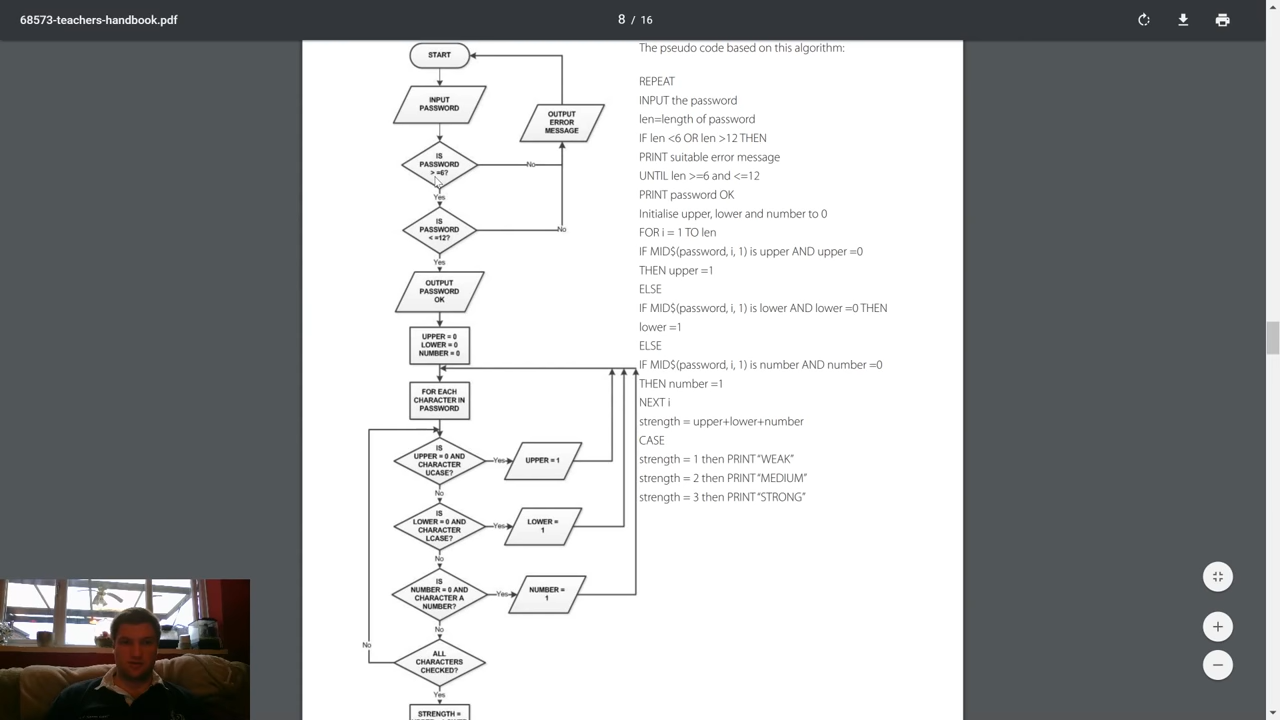 68573-teachers-handbook.pdf
8 / 16
START
INPUT
PASSWORD
OUTPUT
ERROR
MESSAGE
IS
PASSWORD
> =6?
No
Yes
IS
PASSWORD
< =12?
No
Yes
OUTPUT
PASSWORD
OK
UPPER = 0
LOWER = 0
NUMBER = 0
FOR EACH
CHARACTER IN
PASSWORD
IS
UPPER = 0 AND
CHARACTER
UCASE?
Yes
UPPER = 1
No
IS
LOWER = 0 AND
CHARACTER
LCASE?
Yes
LOWER =
1
No
IS
NUMBER = 0 AND
CHARACTER A
NUMBER?
Yes
NUMBER =
1
No
No
ALL
CHARACTERS
CHECKED?
Yes
STRENGTH =
The pseudo code based on this algorithm:
REPEAT
INPUT the password
len=length of password
IF len <6 OR len >12 THEN
PRINT suitable error message
UNTIL len >=6 and <=12
PRINT password OK
Initialise upper, lower and number to 0
FOR i = 1 TO len
IF MID$(password, i, 1) is upper AND upper =0
THEN upper =1
ELSE
IF MID$(password, i, 1) is lower AND lower =0 THEN
lower =1
ELSE
IF MID$(password, i, 1) is number AND number =0
THEN number =1
NEXT i
strength = upper+lower+number
CASE
strength = 1 then PRINT “WEAK”
strength = 2 then PRINT “MEDIUM”
strength = 3 then PRINT “STRONG”